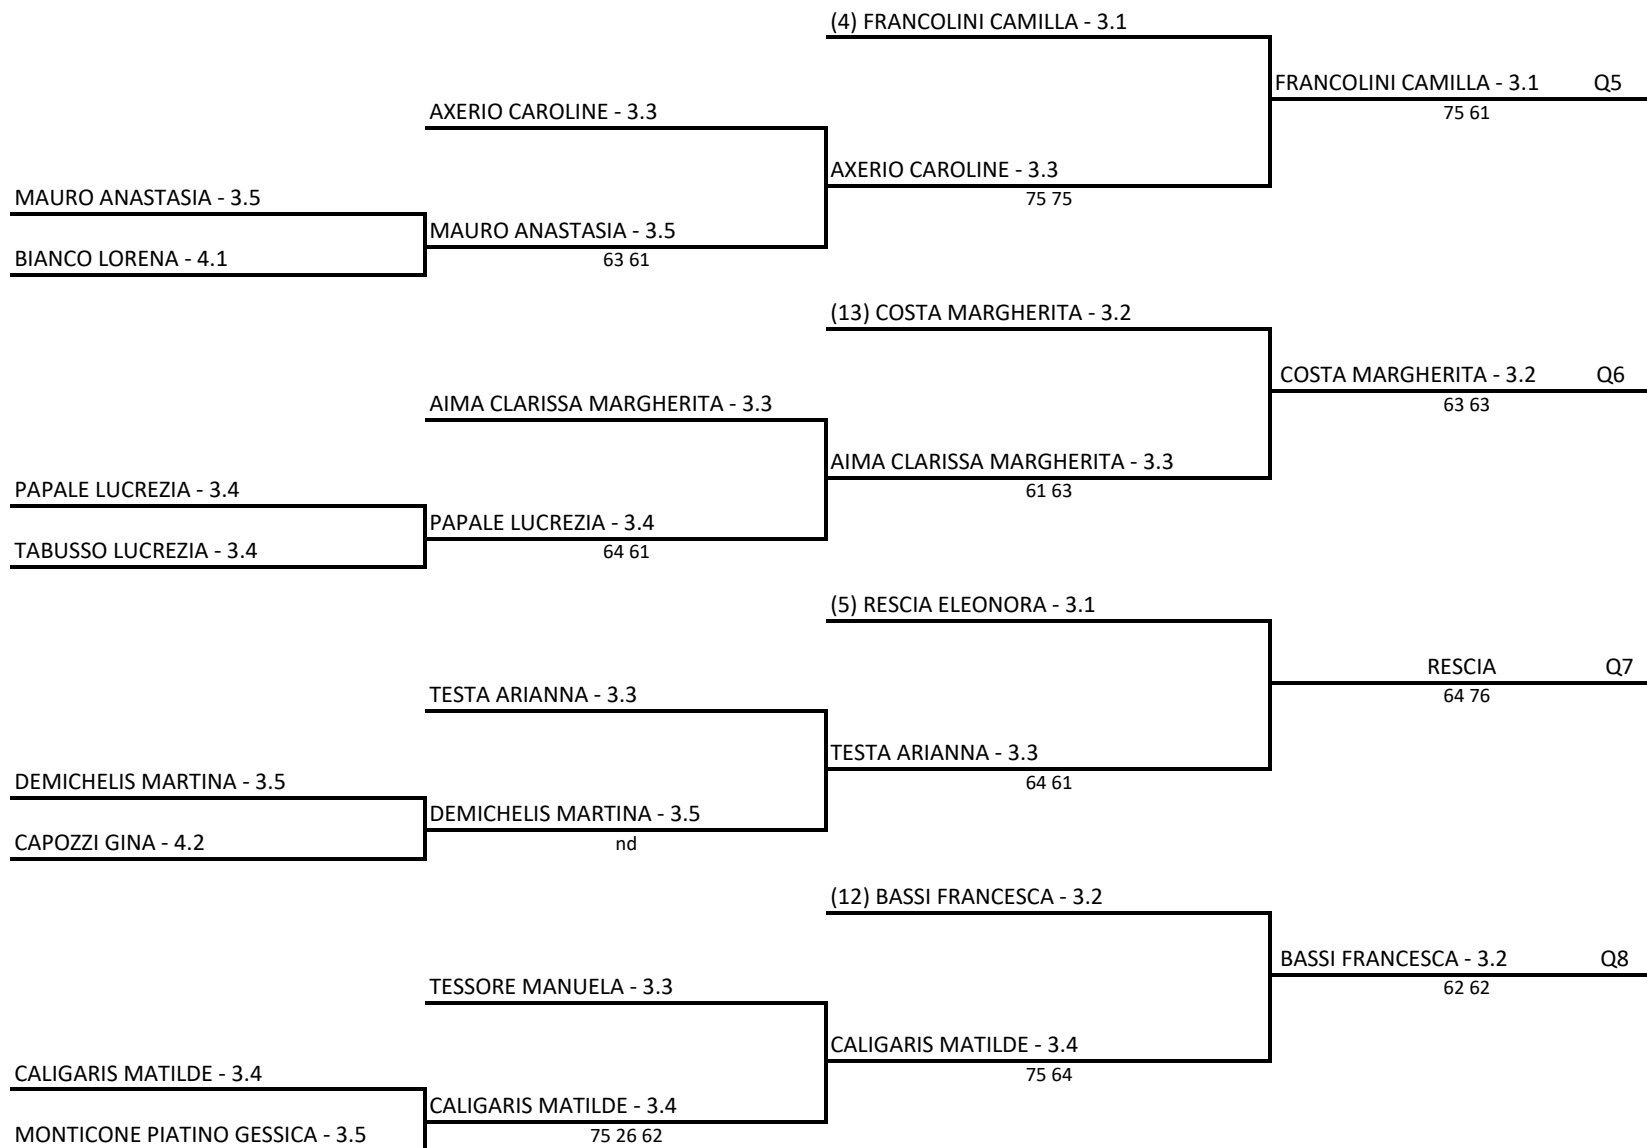 (4) FRANCOLINI CAMILLA - 3.1
FRANCOLINI CAMILLA - 3.1 Q5
75 61
AXERIO CAROLINE - 3.3
AXERIO CAROLINE - 3.3
75 75
MAURO ANASTASIA - 3.5
MAURO ANASTASIA - 3.5
63 61
BIANCO LORENA - 4.1
(13) COSTA MARGHERITA - 3.2
COSTA MARGHERITA - 3.2 Q6
63 63
AIMA CLARISSA MARGHERITA - 3.3
AIMA CLARISSA MARGHERITA - 3.3
61 63
PAPALE LUCREZIA - 3.4
PAPALE LUCREZIA - 3.4
64 61
TABUSSO LUCREZIA - 3.4
(5) RESCIA ELEONORA - 3.1
RESCIA Q7
64 76
TESTA ARIANNA - 3.3
TESTA ARIANNA - 3.3
64 61
DEMICHELIS MARTINA - 3.5
DEMICHELIS MARTINA - 3.5
nd
CAPOZZI GINA - 4.2
(12) BASSI FRANCESCA - 3.2
BASSI FRANCESCA - 3.2 Q8
62 62
TESSORE MANUELA - 3.3
CALIGARIS MATILDE - 3.4
75 64
CALIGARIS MATILDE - 3.4
CALIGARIS MATILDE - 3.4
75 26 62
MONTICONE PIATINO GESSICA - 3.5